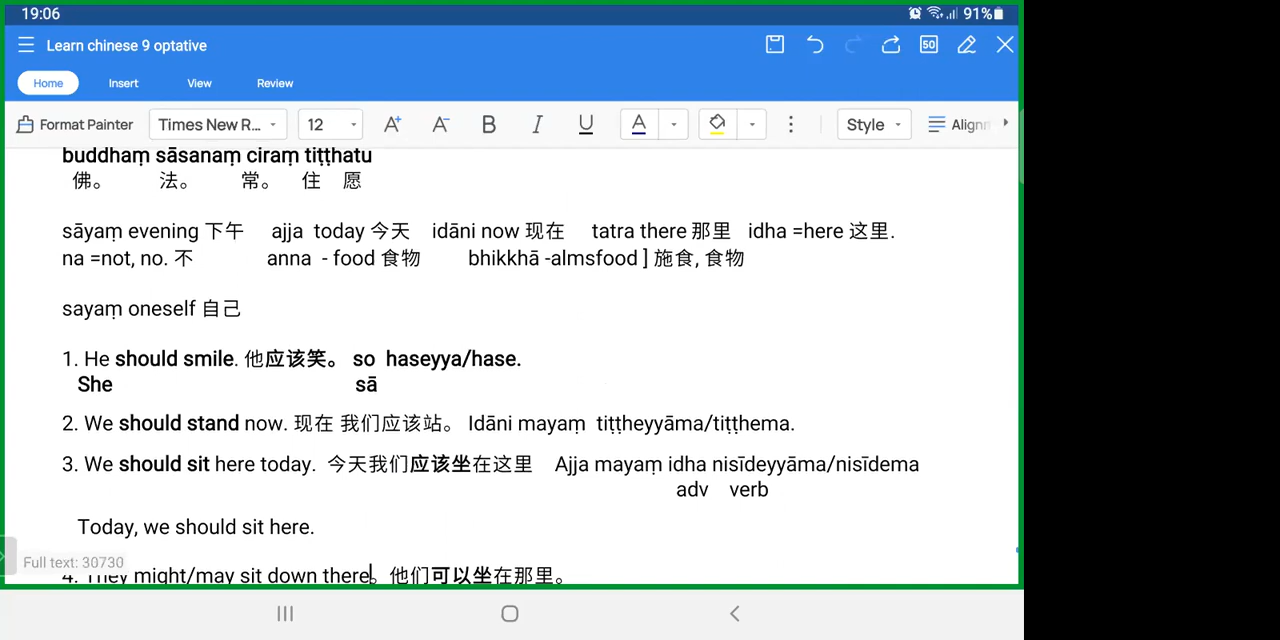 19:06 91%
Learn chinese 9 optative 50
Home Insert View Review
Format Painter Times New R... 12 A+ A- B I U A Style Alignm
buddhaṃ sāsanaṃ ciraṃ tiṭṭhatu
佛。 法。 常。 住 愿
sāyaṃ evening 下午 ajja today 今天 idāni now 现在 tatra there 那里 idha =here 这里.
na =not, no. 不 anna - food 食物 bhikkhā -almsfood ] 施食, 食物
sayaṃ oneself 自己
1. He should smile. 他应该笑。 so haseyya/hase.
She sā
2. We should stand now. 现在 我们应该站。 Idāni mayaṃ tiṭṭheyyāma/tiṭṭhema.
3. We should sit here today. 今天我们应该坐在这里 Ajja mayaṃ idha nisīdeyyāma/nisīdema
adv verb
Today, we should sit here.
Full text: 30730
4. They might/may sit down there。 他们可以坐在那里。